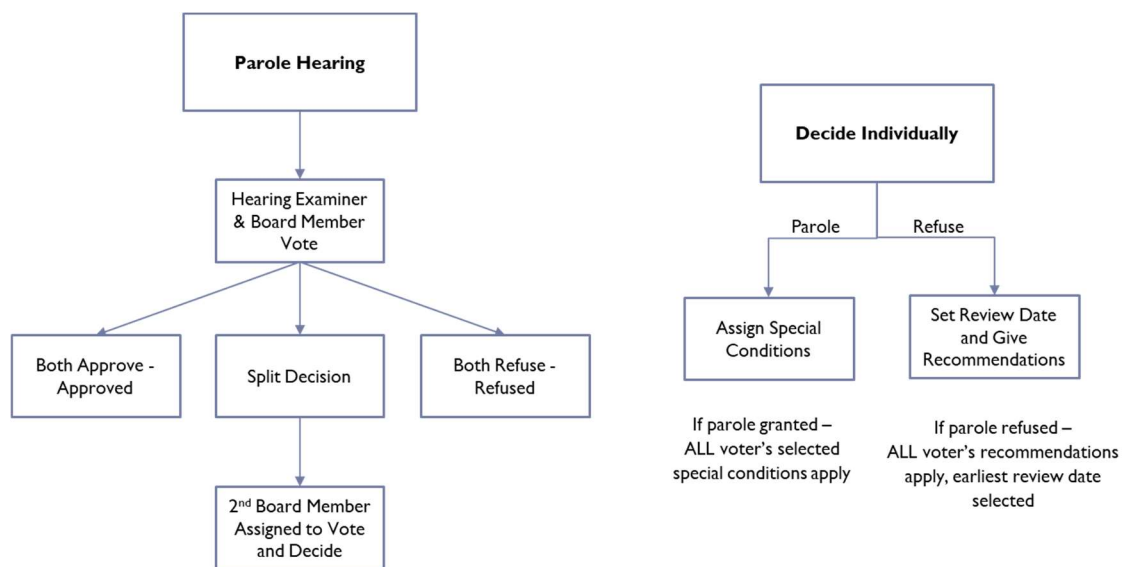 Parole Hearing
Hearing Examiner
& Board Member
Vote
Both Approve -
Approved
Split Decision
Both Refuse -
Refused
2nd Board Member
Assigned to Vote
and Decide
Decide Individually
Parole
Refuse
Assign Special
Conditions
Set Review Date
and Give
Recommendations
If parole granted –
ALL voter's selected
special conditions apply
If parole refused –
ALL voter's recommendations
apply, earliest review date
selected